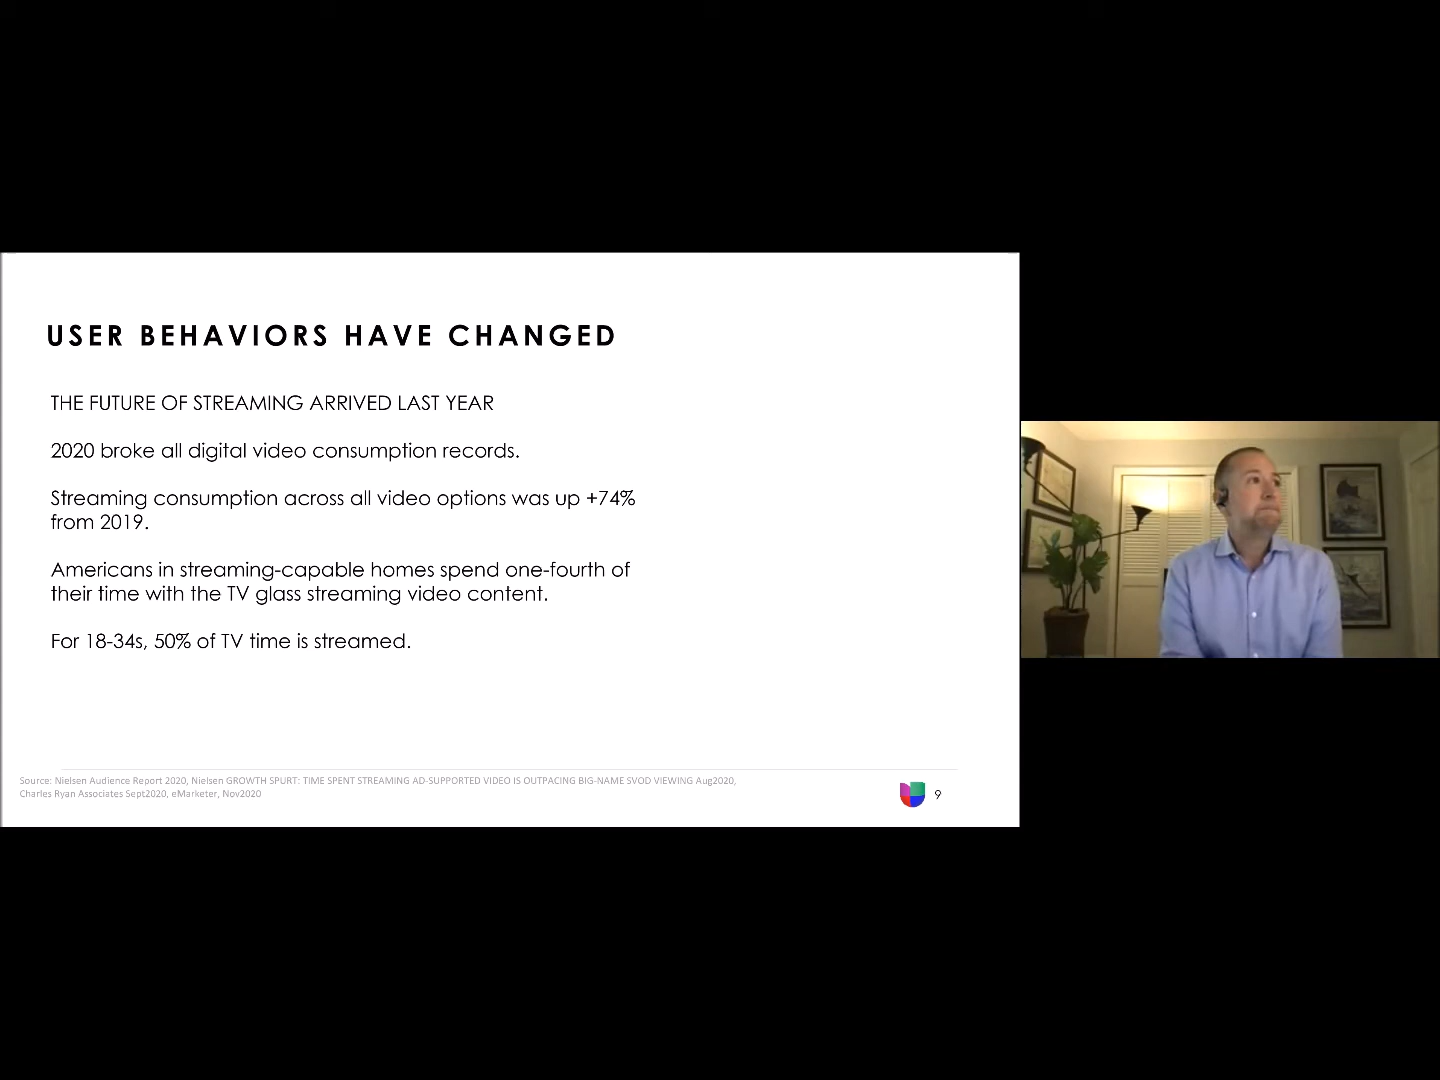 USER BEHAVIORS HAVE CHANGED
THE FUTURE OF STREAMING ARRIVED LAST YEAR
2020 broke all digital video consumption records.
Streaming consumption across all video options was up +74%
from 2019.
Americans in streaming-capable homes spend one-fourth of
their time with the TV glass streaming video content.
For 18-34s, 50% of TV time is streamed.
Source: Nielsen Audience Report 2020, Nielsen GROWTH SPURT: TIME SPENT STREAMING AD-SUPPORTED VIDEO IS OUTPACING BIG-NAME SVOD VIEWING Aug2020,
Charles Ryan Associates Sept2020, eMarketer, Nov2020
9